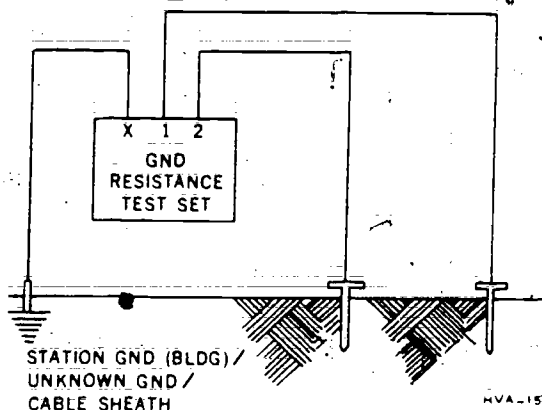 X 1 2
GND
RESISTANCE
TEST SET
STATION GND (BLDG)/
UNKNOWN GND/
CABLE SHEATH
HVA-15